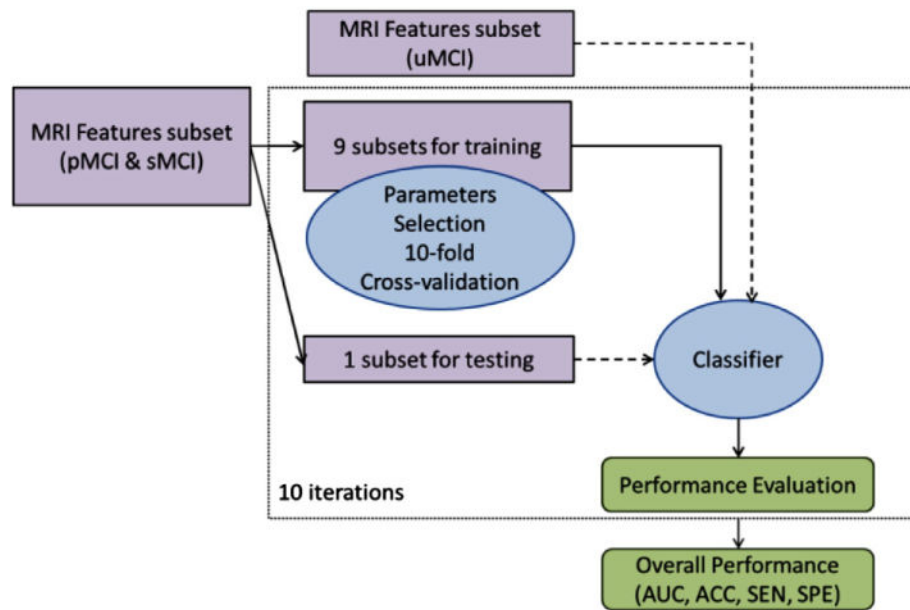 MRI Features subset
(uMCI)
MRI Features subset
(pMCI & sMCI)
9 subsets for training
Parameters
Selection
10-fold
Cross-validation
1 subset for testing
Classifier
Performance Evaluation
10 iterations
Overall Performance
(AUC, ACC, SEN, SPE)